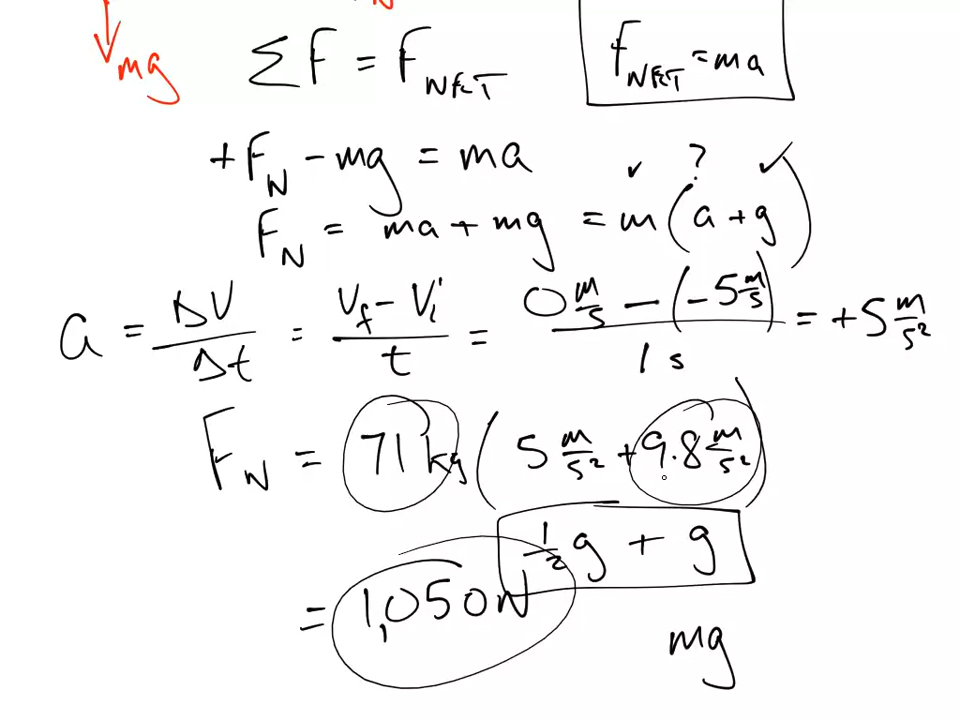 mg
ΣF = F_NET
F_NET = ma
+F_N - mg = ma
✓ ? ✓
F_N = ma + mg = m(a + g)
a = ΔV/Δt = (V_f - V_i)/t = (0 m/s - (-5 m/s))/1 s = +5 m/s²
F_N = 71 kg (5 m/s² + 9.8 m/s²)
½g + g
= 1,050N
mg